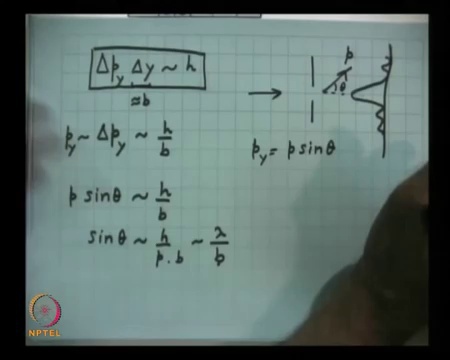 Δp_y Δy ~ h
≈b
p_y ~ Δp_y ~ h/b
p sinθ ~ h/b
sinθ ~ h/p.b ~ λ/b
p
θ
p_y = p sinθ
NPTEL